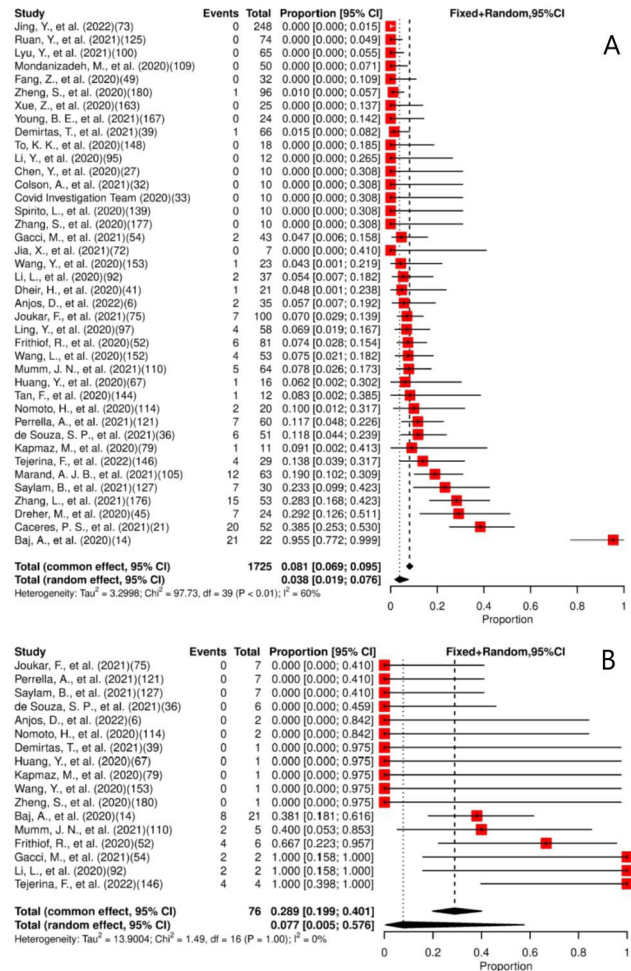 Study Events Total Proportion [95% CI] Fixed+Random,95%CI
A
Jing, Y., et al. (2022)(73) 0 248 0.000 [0.000; 0.015]
Ruan, Y., et al. (2021)(125) 0 74 0.000 [0.000; 0.049]
Lyu, Y., et al. (2021)(100) 0 65 0.000 [0.000; 0.055]
Mondanizadeh, M., et al. (2020)(109) 0 50 0.000 [0.000; 0.071]
Fang, Z., et al. (2020)(49) 0 32 0.000 [0.000; 0.109]
Zheng, S., et al. (2020)(180) 1 96 0.010 [0.000; 0.057]
Xue, Z., et al. (2020)(163) 0 25 0.000 [0.000; 0.137]
Young, B. E., et al. (2021)(167) 0 24 0.000 [0.000; 0.142]
Demirtas, T., et al. (2021)(39) 1 66 0.015 [0.000; 0.082]
To, K. K., et al. (2020)(148) 0 18 0.000 [0.000; 0.185]
Li, Y., et al. (2020)(95) 0 12 0.000 [0.000; 0.265]
Chen, Y., et al. (2020)(27) 0 10 0.000 [0.000; 0.308]
Colson, A., et al. (2021)(32) 0 10 0.000 [0.000; 0.308]
Covid Investigation Team (2020)(33) 0 10 0.000 [0.000; 0.308]
Spirito, L., et al. (2020)(139) 0 10 0.000 [0.000; 0.308]
Zhang, S., et al. (2020)(177) 0 10 0.000 [0.000; 0.308]
Gacci, M., et al. (2021)(54) 2 43 0.047 [0.006; 0.158]
Jia, X., et al. (2021)(72) 0 7 0.000 [0.000; 0.410]
Wang, Y., et al. (2020)(153) 1 23 0.043 [0.001; 0.219]
Li, L., et al. (2020)(92) 2 37 0.054 [0.007; 0.182]
Dheir, H., et al. (2020)(41) 1 21 0.048 [0.001; 0.238]
Anjos, D., et al. (2022)(6) 2 35 0.057 [0.007; 0.192]
Joukar, F., et al. (2021)(75) 7 100 0.070 [0.029; 0.139]
Ling, Y., et al. (2020)(97) 4 58 0.069 [0.019; 0.167]
Frithiof, R., et al. (2020)(52) 6 81 0.074 [0.028; 0.154]
Wang, L., et al. (2020)(152) 4 53 0.075 [0.021; 0.182]
Mumm, J. N., et al. (2021)(110) 5 64 0.078 [0.026; 0.173]
Huang, Y., et al. (2020)(67) 1 16 0.062 [0.002; 0.302]
Tan, F., et al. (2020)(144) 1 12 0.083 [0.002; 0.385]
Nomoto, H., et al. (2020)(114) 2 20 0.100 [0.012; 0.317]
Perrella, A., et al. (2021)(121) 7 60 0.117 [0.048; 0.226]
de Souza, S. P., et al. (2021)(36) 6 51 0.118 [0.044; 0.239]
Kapmaz, M., et al. (2020)(79) 1 11 0.091 [0.002; 0.413]
Tejerina, F., et al. (2022)(146) 4 29 0.138 [0.039; 0.317]
Marand, A. J. B., et al. (2021)(105) 12 63 0.190 [0.102; 0.309]
Saylam, B., et al. (2021)(127) 7 30 0.233 [0.099; 0.423]
Zhang, L., et al. (2021)(176) 15 53 0.283 [0.168; 0.423]
Dreher, M., et al. (2020)(45) 7 24 0.292 [0.126; 0.511]
Caceres, P. S., et al. (2021)(21) 20 52 0.385 [0.253; 0.530]
Baj, A., et al. (2020)(14) 21 22 0.955 [0.772; 0.999]
Total (common effect, 95% CI) 1725 0.081 [0.069; 0.095]
Total (random effect, 95% CI) 0.038 [0.019; 0.076]
Heterogeneity: Tau² = 3.2998; Chi² = 97.73, df = 39 (P < 0.01); I² = 60%
0 0.2 0.4 0.6 0.8 1
Proportion
Study Events Total Proportion [95% CI] Fixed+Random,95%CI
B
Joukar, F., et al. (2021)(75) 0 7 0.000 [0.000; 0.410]
Perrella, A., et al. (2021)(121) 0 7 0.000 [0.000; 0.410]
Saylam, B., et al. (2021)(127) 0 7 0.000 [0.000; 0.410]
de Souza, S. P., et al. (2021)(36) 0 6 0.000 [0.000; 0.459]
Anjos, D., et al. (2022)(6) 0 2 0.000 [0.000; 0.842]
Nomoto, H., et al. (2020)(114) 0 2 0.000 [0.000; 0.842]
Demirtas, T., et al. (2021)(39) 0 1 0.000 [0.000; 0.975]
Huang, Y., et al. (2020)(67) 0 1 0.000 [0.000; 0.975]
Kapmaz, M., et al. (2020)(79) 0 1 0.000 [0.000; 0.975]
Wang, Y., et al. (2020)(153) 0 1 0.000 [0.000; 0.975]
Zheng, S., et al. (2020)(180) 0 1 0.000 [0.000; 0.975]
Baj, A., et al. (2020)(14) 8 21 0.381 [0.181; 0.616]
Mumm, J. N., et al. (2021)(110) 2 5 0.400 [0.053; 0.853]
Frithiof, R., et al. (2020)(52) 4 6 0.667 [0.223; 0.957]
Gacci, M., et al. (2021)(54) 2 2 1.000 [0.158; 1.000]
Li, L., et al. (2020)(92) 2 2 1.000 [0.158; 1.000]
Tejerina, F., et al. (2022)(146) 4 4 1.000 [0.398; 1.000]
Total (common effect, 95% CI) 76 0.289 [0.199; 0.401]
Total (random effect, 95% CI) 0.077 [0.005; 0.576]
Heterogeneity: Tau² = 13.9004; Chi² = 1.49, df = 16 (P = 1.00); I² = 0%
0 0.2 0.4 0.6 0.8 1
Proportion